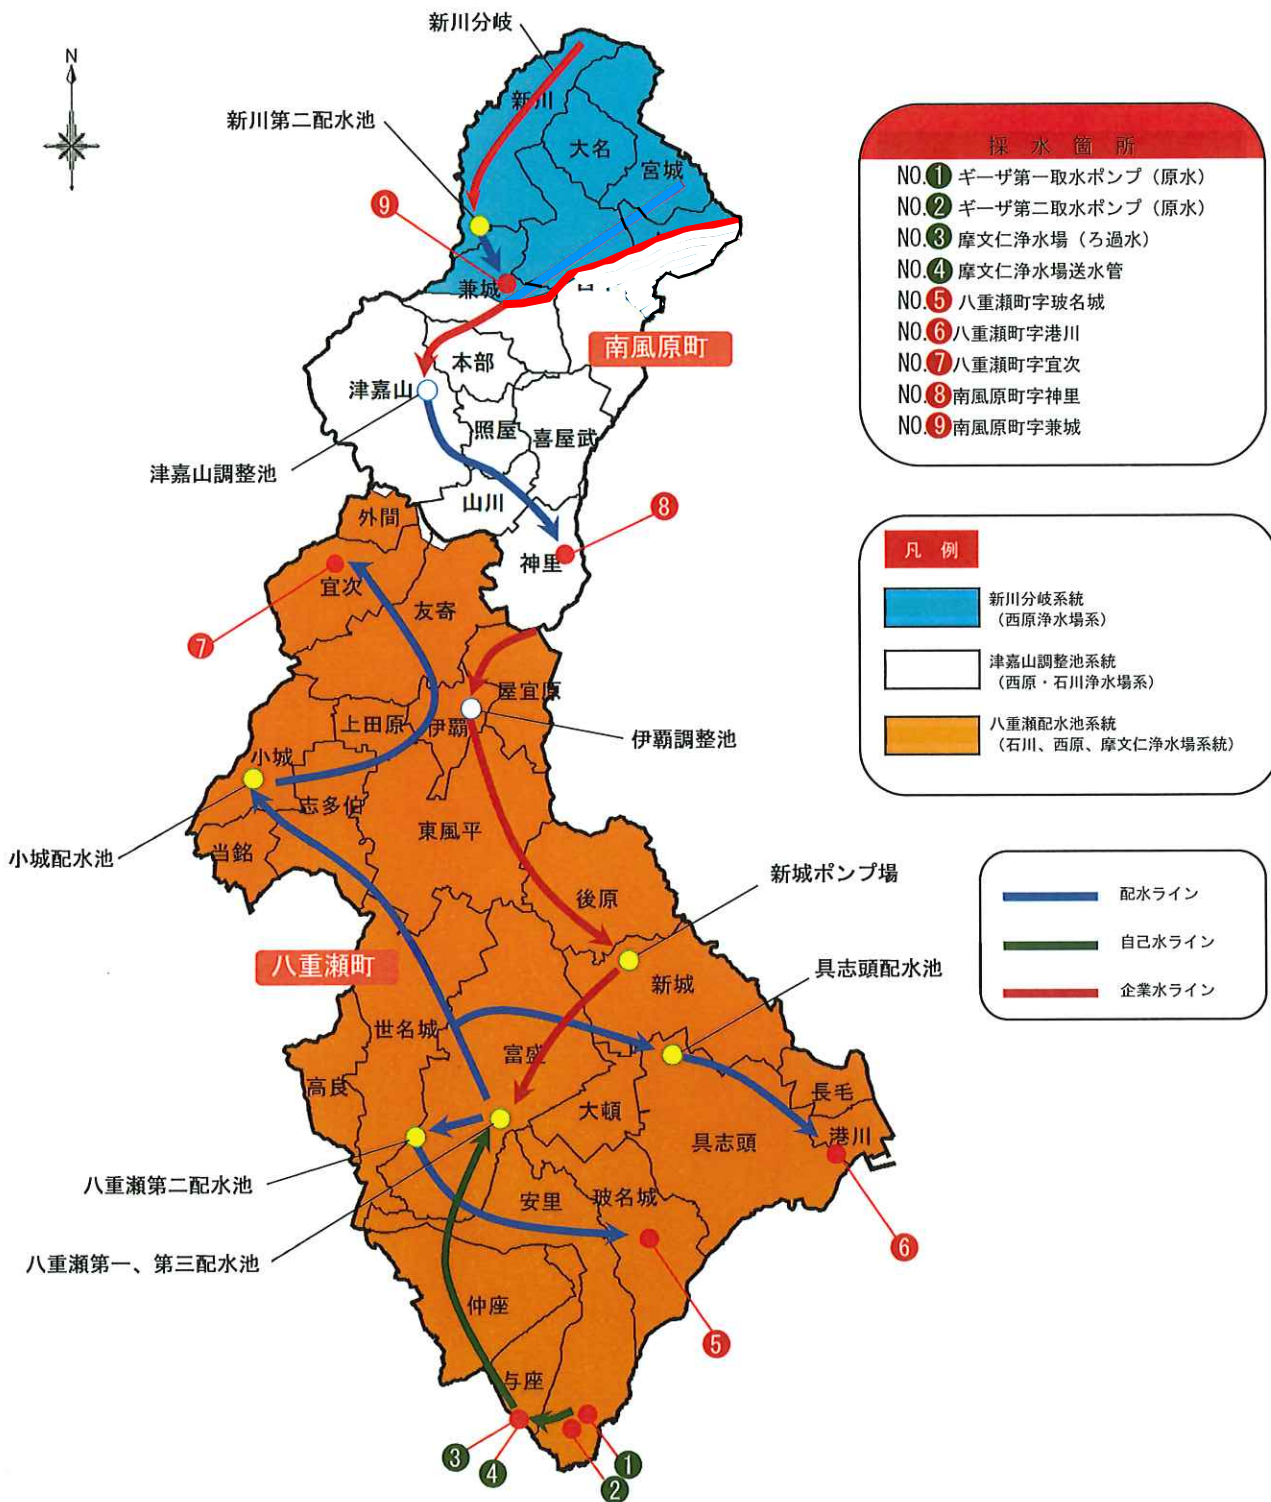 新川分岐
N
新川
新川第二配水池
大名
宮城
9
兼城
南風原町
本部
津嘉山
照屋
喜屋武
津嘉山調整池
山川
8
外間
神里
宜次
友寄
7
屋宜原
上田原
伊覇
伊覇調整池
小城
志多伯
東風平
当銘
小城配水池
新城ポンプ場
後原
八重瀬町
具志頭配水池
新城
世名城
富盛
高良
大頓
長毛
具志頭
港川
八重瀬第二配水池
安里
玻名城
6
八重瀬第一、第三配水池
仲座
5
与座
3
4
1
2
採水箇所
NO.1 ギーザ第一取水ポンプ（原水）
NO.2 ギーザ第二取水ポンプ（原水）
NO.3 摩文仁浄水場（ろ過水）
NO.4 摩文仁浄水場送水管
NO.5 八重瀬町字玻名城
NO.6 八重瀬町字港川
NO.7 八重瀬町字宜次
NO.8 南風原町字神里
NO.9 南風原町字兼城
凡例
新川分岐系統
（西原浄水場系）
津嘉山調整池系統
（西原・石川浄水場系）
八重瀬配水池系統
（石川、西原、摩文仁浄水場系統）
配水ライン
自己水ライン
企業水ライン